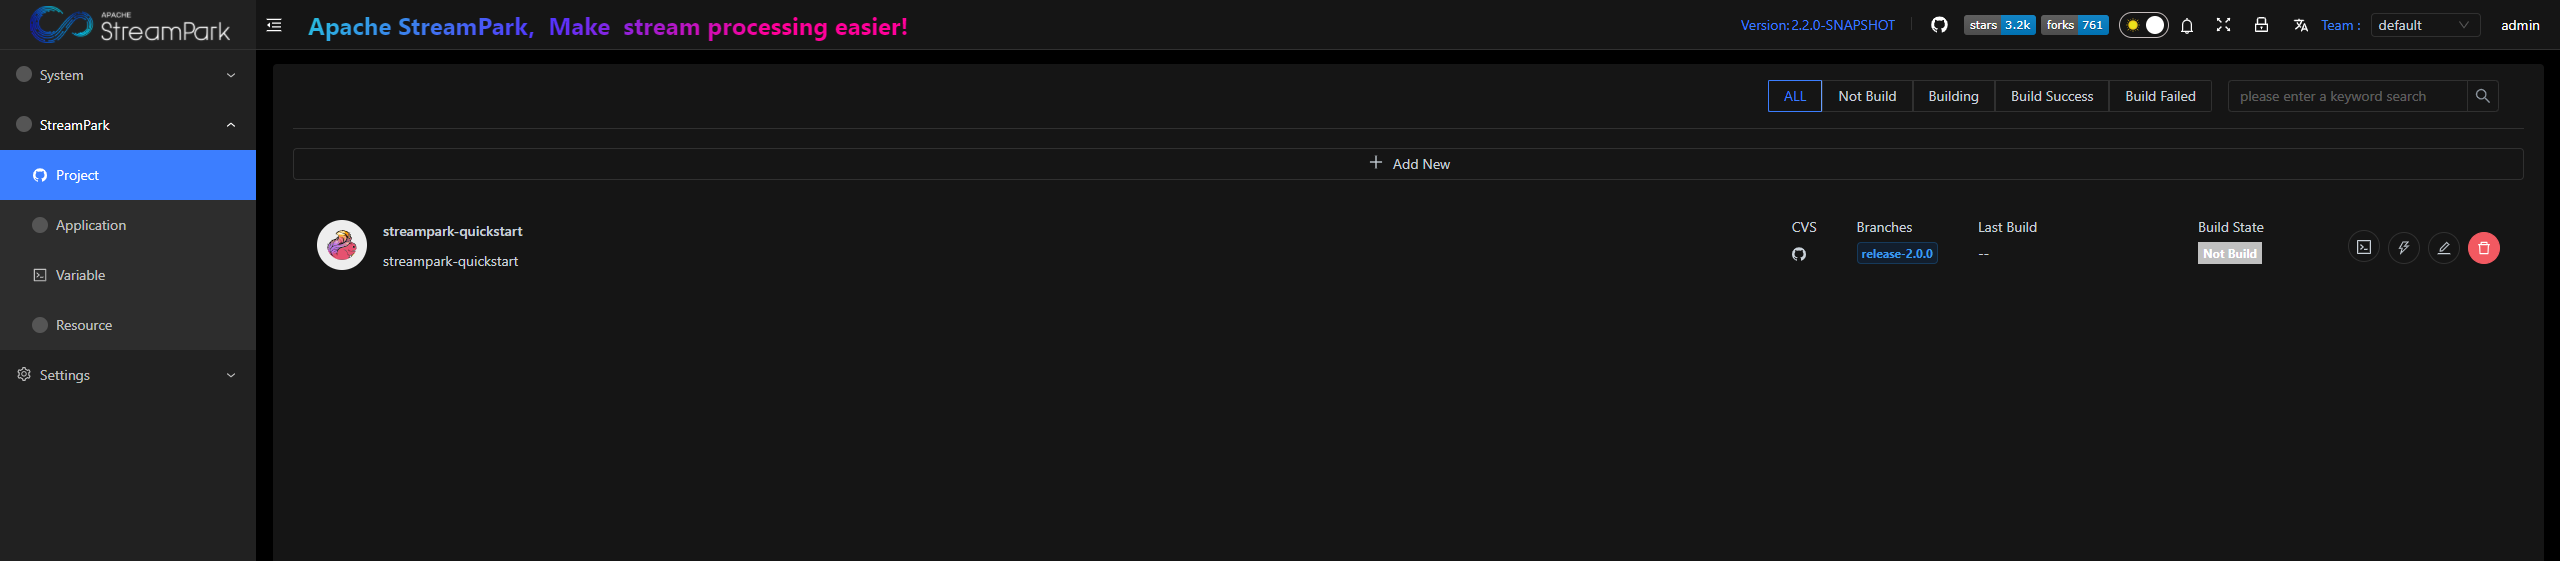 APACHE
StreamPark
Apache StreamPark, Make stream processing easier!
Version:2.2.0-SNAPSHOT
stars 3.2k
forks 761
Team :
default
admin
System
StreamPark
Project
Application
Variable
Resource
Settings
ALL
Not Build
Building
Build Success
Build Failed
please enter a keyword search
Add New
streampark-quickstart
streampark-quickstart
CVS
Branches
release-2.0.0
Last Build
--
Build State
Not Build